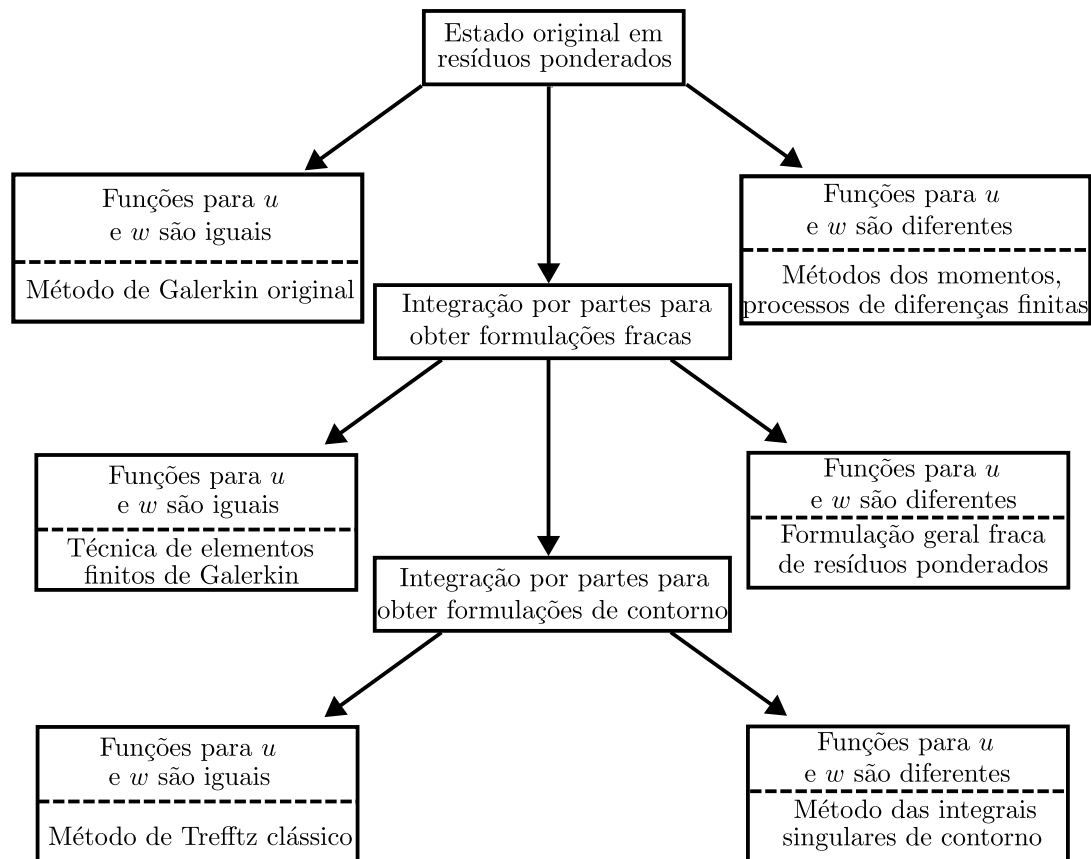 Estado original em
resíduos ponderados
Funções para u
e w são iguais
Método de Galerkin original
Funções para u
e w são diferentes
Métodos dos momentos,
processos de diferenças finitas
Integração por partes para
obter formulações fracas
Funções para u
e w são iguais
Técnica de elementos
finitos de Galerkin
Funções para u
e w são diferentes
Formulação geral fraca
de resíduos ponderados
Integração por partes para
obter formulações de contorno
Funções para u
e w são iguais
Método de Trefftz clássico
Funções para u
e w são diferentes
Método das integrais
singulares de contorno